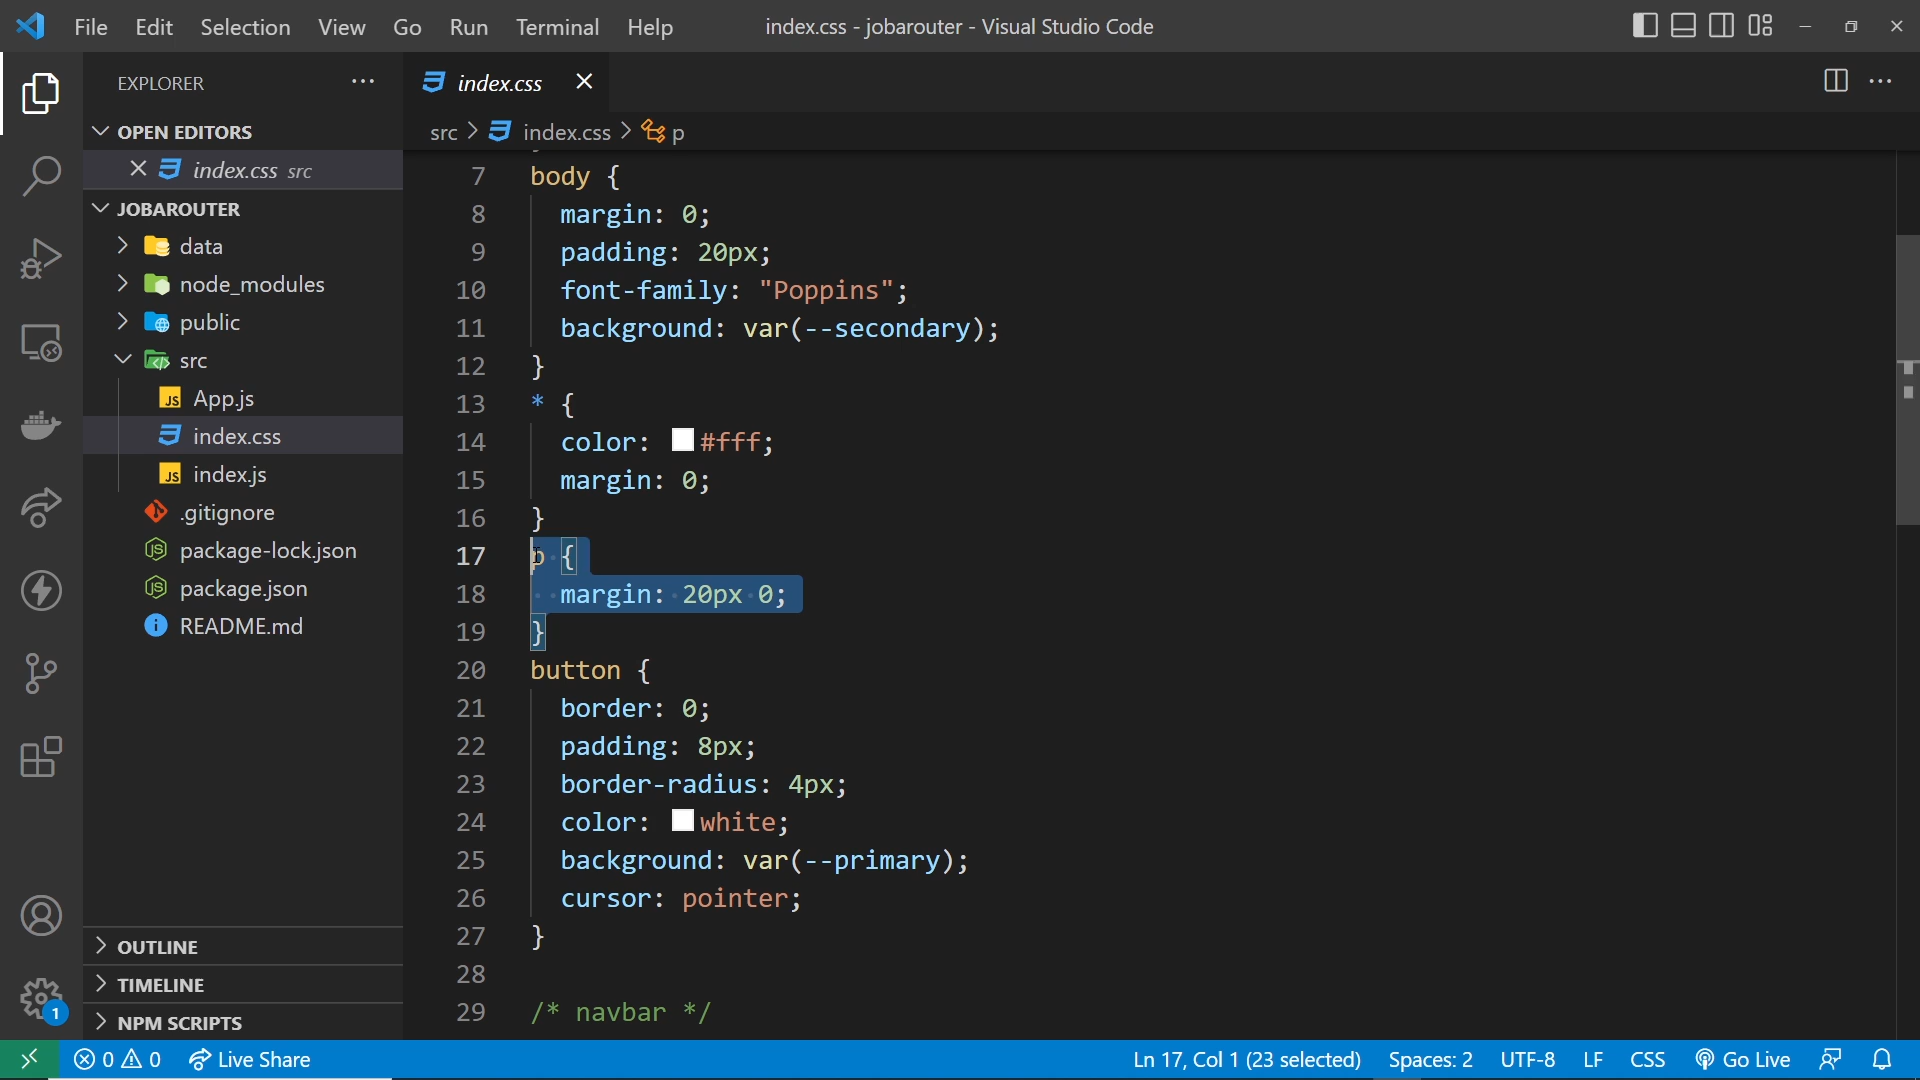 File Edit Selection View Go Run Terminal Help index.css - jobarouter - Visual Studio Code
EXPLORER
OPEN EDITORS
index.css src
JOBAROUTER
data
node_modules
public
src
App.js
index.css
index.js
.gitignore
package-lock.json
package.json
README.md
OUTLINE
TIMELINE
NPM SCRIPTS
index.css
src > index.css > p
7 body {
8 margin: 0;
9 padding: 20px;
10 font-family: "Poppins";
11 background: var(--secondary);
12 }
13 * {
14 color: #fff;
15 margin: 0;
16 }
17 p {
18 margin: 20px 0;
19 }
20 button {
21 border: 0;
22 padding: 8px;
23 border-radius: 4px;
24 color: white;
25 background: var(--primary);
26 cursor: pointer;
27 }
28
29 /* navbar */
1
0 0 Live Share Ln 17, Col 1 (23 selected) Spaces: 2 UTF-8 LF CSS Go Live